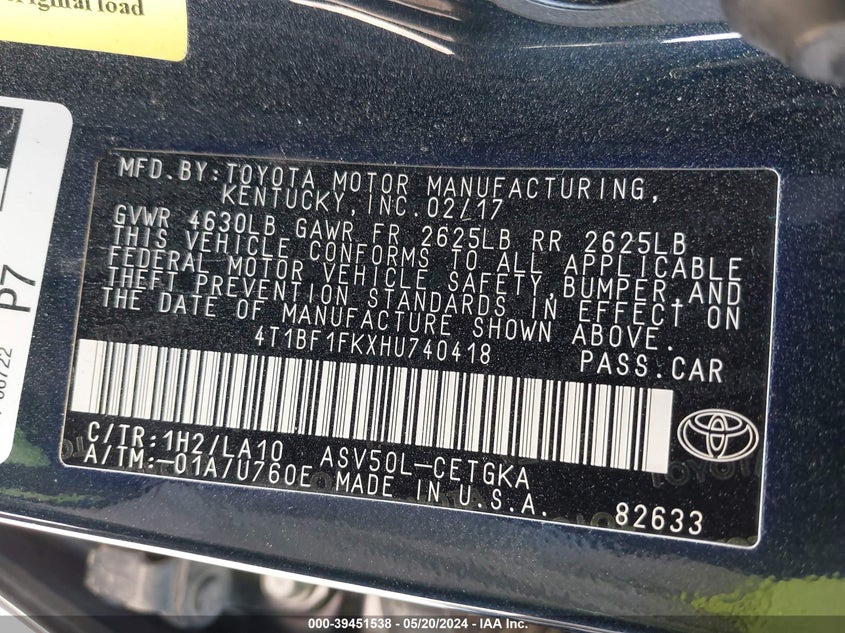 original load
P7
00722
MFD.BY:TOYOTA MOTOR MANUFACTURING,
KENTUCKY, INC. 02/17
GVWR 4630LB GAWR FR 2625LB RR 2625LB
THIS VEHICLE CONFORMS TO ALL APPLICABLE
FEDERAL MOTOR VEHICLE SAFETY, BUMPER, AND
THEFT PREVENTION STANDARDS IN EFFECT ON
THE DATE OF MANUFACTURE SHOWN ABOVE.
4T1BF1FKXHU740418
PASS.CAR
C/TR:1H2/LA10 ASV50L-CETGKA
A/TM:-01A/U760E MADE IN U.S.A.
82633
000-39451538 — 05/20/2024 — IAA Inc.